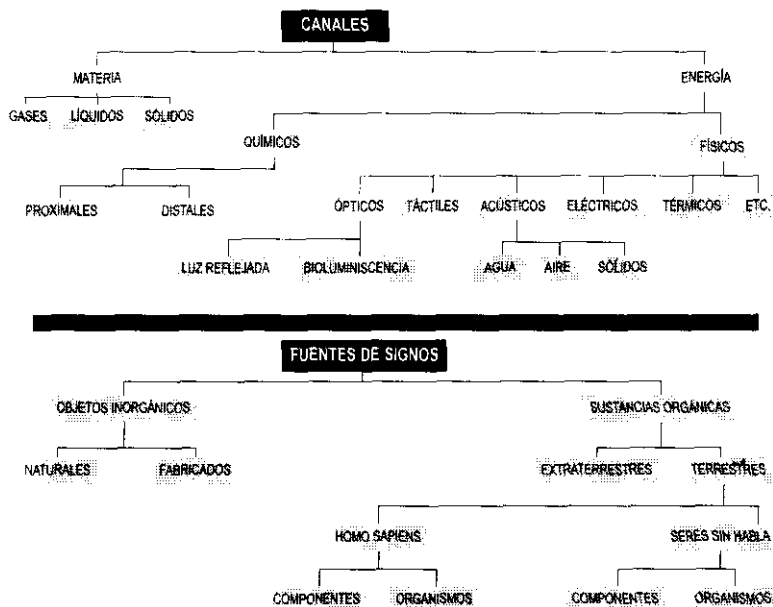 CANALES
MATERIA ENERGÍA
GASES LÍQUIDOS SÓLIDOS
QUÍMICOS FÍSICOS
PROXIMALES DISTALES ÓPTICOS TÁCTILES ACÚSTICOS ELÉCTRICOS TÉRMICOS ETC.
LUZ REFLEJADA BIOLUMINISCENCIA AGUA AIRE SÓLIDOS
FUENTES DE SIGNOS
OBJETOS INORGÁNICOS SUSTANCIAS ORGÁNICAS
NATURALES FABRICADOS EXTRATERRESTRES TERRESTRES
HOMO SAPIENS SERES SIN HABLA
COMPONENTES ORGANISMOS COMPONENTES ORGANISMOS